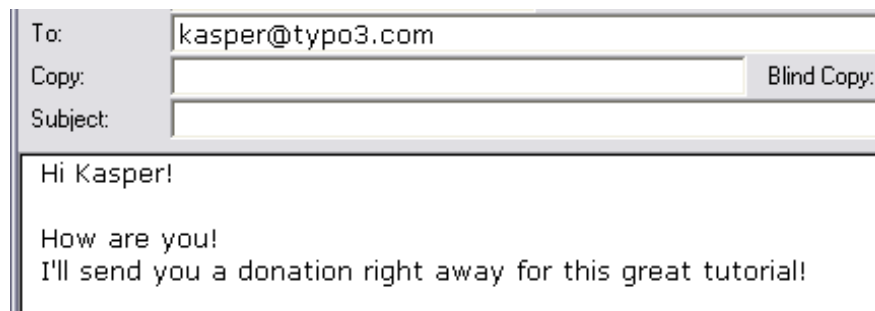 To: kasper@typo3.com
Copy: Blind Copy:
Subject:
Hi Kasper!
How are you!
I'll send you a donation right away for this great tutorial!